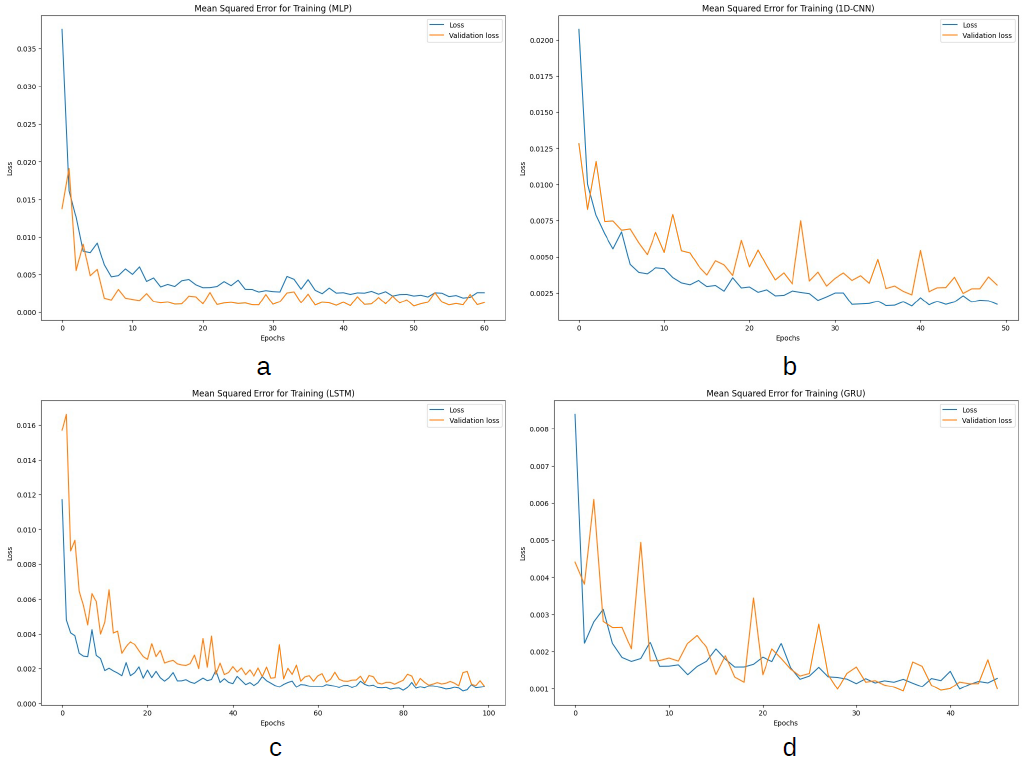 Mean Squared Error for Training (MLP)
Loss
Validation loss
0.035
0.030
0.025
0.020
0.015
0.010
0.005
0.000
Loss
0 10 20 30 40 50 60
Epochs
a
Mean Squared Error for Training (1D-CNN)
Loss
Validation loss
0.0200
0.0175
0.0150
0.0125
0.0100
0.0075
0.0050
0.0025
Loss
0 10 20 30 40 50
Epochs
b
Mean Squared Error for Training (LSTM)
Loss
Validation loss
0.016
0.014
0.012
0.010
0.008
0.006
0.004
0.002
0.000
Loss
0 20 40 60 80 100
Epochs
c
Mean Squared Error for Training (GRU)
Loss
Validation loss
0.008
0.007
0.006
0.005
0.004
0.003
0.002
0.001
Loss
0 10 20 30 40
Epochs
d